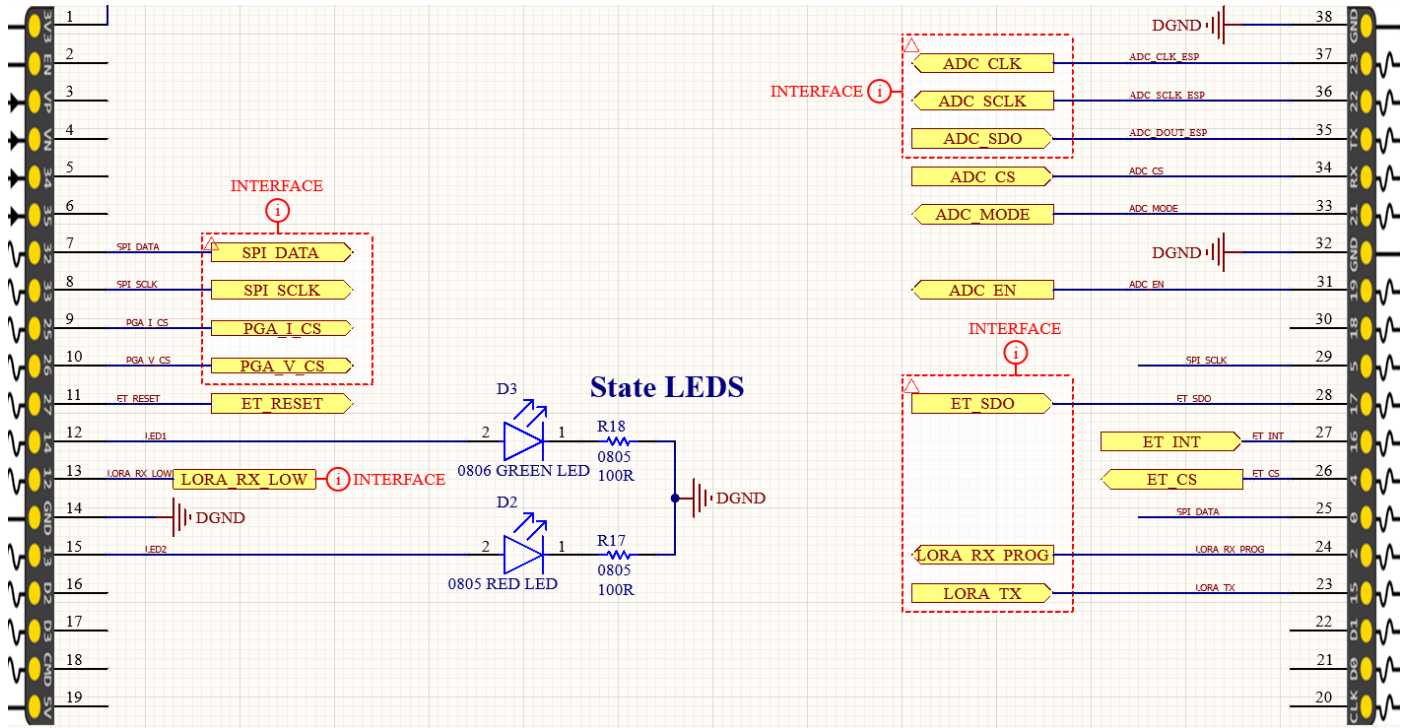 3V3 1
EN 2
VP 3
VN 4
34 5
35 6
32 7 SPI_DATA SPI_DATA
33 8 SPI_SCLK SPI_SCLK
25 9 PGA_I_CS PGA_I_CS
26 10 PGA_V_CS PGA_V_CS
27 11 ET_RESET ET_RESET
14 12 LED1
12 13 LORA_RX_LOW LORA_RX_LOW INTERFACE
GND 14 DGND
13 15 LED2
D2 16
D3 17
CMD 18
5V 19
INTERFACE
i
i
State LEDS
D3
2 1
0806 GREEN LED
R18
0805
100R
DGND
D2
2 1
0805 RED LED
R17
0805
100R
DGND 38 GND
INTERFACE i
ADC_CLK ADC_CLK_ESP 37 23
ADC_SCLK ADC_SCLK_ESP 36 22
ADC_SDO ADC_DOUT_ESP 35 TX
ADC_CS ADC_CS 34 RX
ADC_MODE ADC_MODE 33 21
DGND 32 GND
ADC_EN ADC_EN 31 19
30 18
INTERFACE
i
SPI_SCLK 29 5
ET_SDO ET_SDO 28 17
ET_INT ET_INT 27 16
ET_CS ET_CS 26 4
SPI_DATA 25 0
LORA_RX_PROG LORA_RX_PROG 24 2
LORA_TX LORA_TX 23 15
22 D1
21 D0
20 CLK